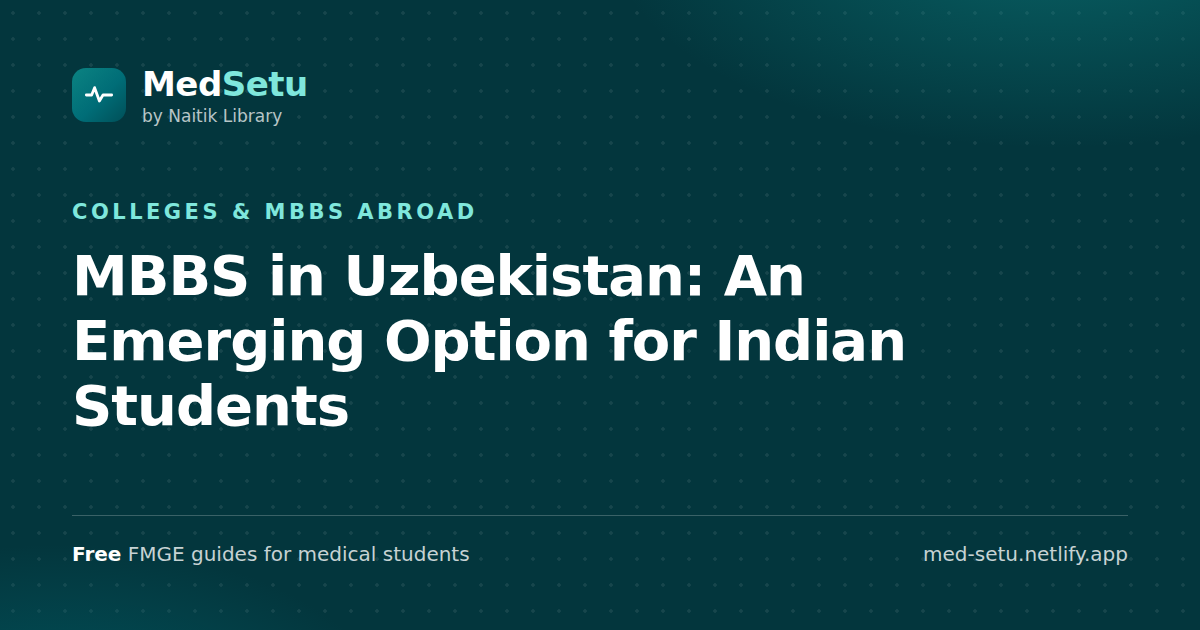 MedSetu
by Naitik Library
COLLEGES & MBBS ABROAD
MBBS in Uzbekistan: An
Emerging Option for Indian
Students
Free FMGE guides for medical students
med-setu.netlify.app